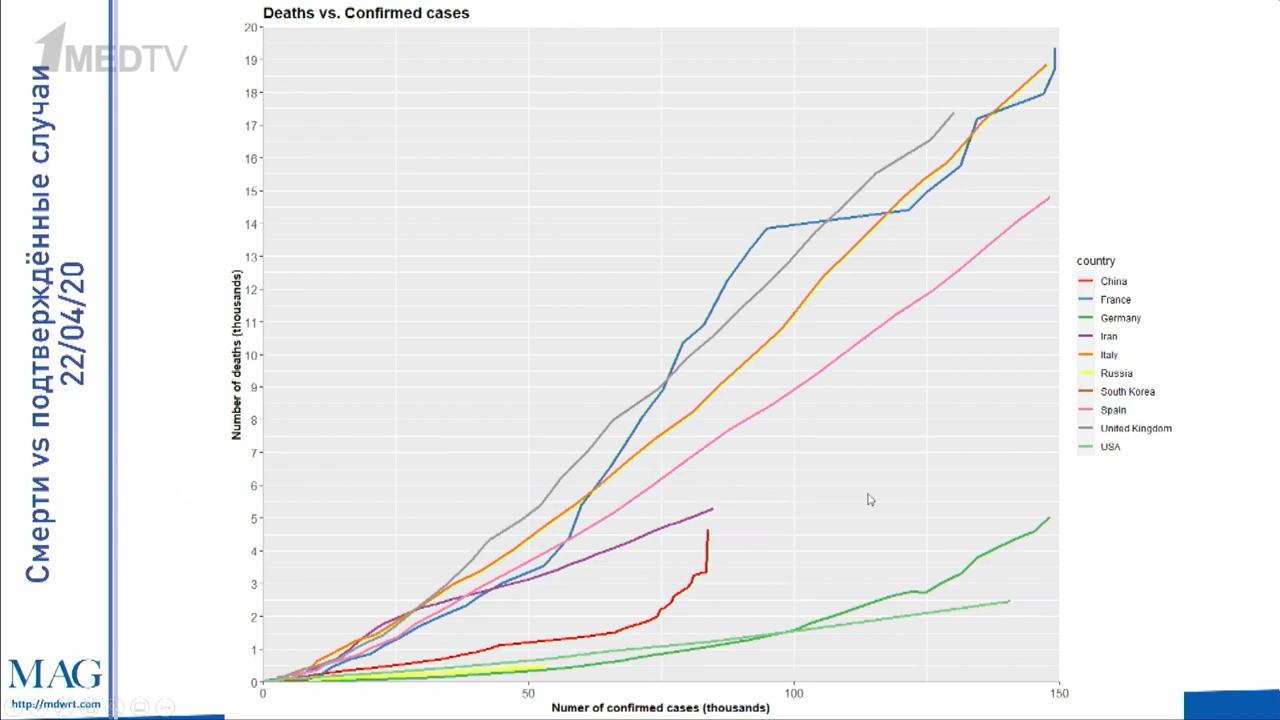 1MEDTV
Смерти vs подтверждённые случаи
22/04/20
Deaths vs. Confirmed cases
20
19
18
17
16
15
14
13
12
11
10
9
8
7
6
5
4
3
2
1
0
Number of deaths (thousands)
0 50 100 150
Numer of confirmed cases (thousands)
country
China
France
Germany
Iran
Italy
Russia
South Korea
Spain
United Kingdom
USA
MAG
http://mdwrt.com